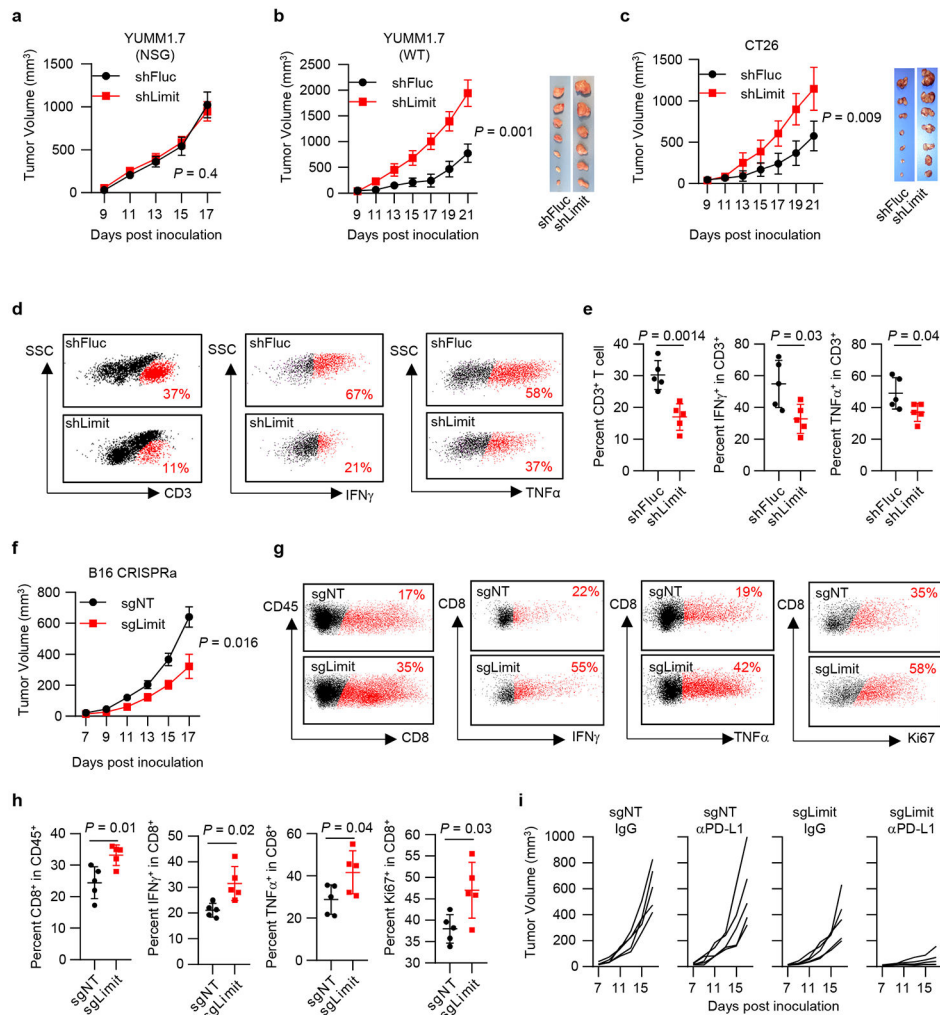 a
YUMM1.7
(NSG)
shFluc
shLimit
Tumor Volume (mm³)
1500
1000
500
0
P = 0.4
9 11 13 15 17
Days post inoculation
b
YUMM1.7
(WT)
shFluc
shLimit
Tumor Volume (mm³)
2500
2000
1500
1000
500
0
P = 0.001
9 11 13 15 17 19 21
Days post inoculation
shFluc
shLimit
c
CT26
shFluc
shLimit
Tumor Volume (mm³)
2000
1500
1000
500
0
P = 0.009
9 11 13 15 17 19 21
Days post inoculation
shFluc
shLimit
d
SSC
shFluc
37%
shLimit
11%
CD3
SSC
shFluc
67%
shLimit
21%
IFNγ
SSC
shFluc
58%
shLimit
37%
TNFα
e
P = 0.0014
Percent CD3⁺ T cell
40
30
20
10
0
shFluc
shLimit
P = 0.03
Percent IFNγ⁺ in CD3⁺
80
60
40
20
0
shFluc
shLimit
P = 0.04
Percent TNFα⁺ in CD3⁺
80
60
40
20
0
shFluc
shLimit
f
B16 CRISPRa
sgNT
sgLimit
Tumor Volume (mm³)
800
600
400
200
0
P = 0.016
7 9 11 13 15 17
Days post inoculation
g
CD45
sgNT
17%
sgLimit
35%
CD8
CD8
sgNT
22%
sgLimit
55%
IFNγ
CD8
sgNT
19%
sgLimit
42%
TNFα
CD8
sgNT
35%
sgLimit
58%
Ki67
h
P = 0.01
Percent CD8⁺ in CD45⁺
40
30
20
10
0
sgNT
sgLimit
P = 0.02
Percent IFNγ⁺ in CD8⁺
50
40
30
20
10
0
sgNT
sgLimit
P = 0.04
Percent TNFα⁺ in CD8⁺
60
40
20
0
sgNT
sgLimit
P = 0.03
Percent Ki67⁺ in CD8⁺
60
55
50
45
40
35
30
sgNT
sgLimit
i
sgNT
IgG
sgNT
αPD-L1
sgLimit
IgG
sgLimit
αPD-L1
Tumor Volume (mm³)
1000
800
600
400
200
0
7 11 15
7 11 15
7 11 15
7 11 15
Days post inoculation